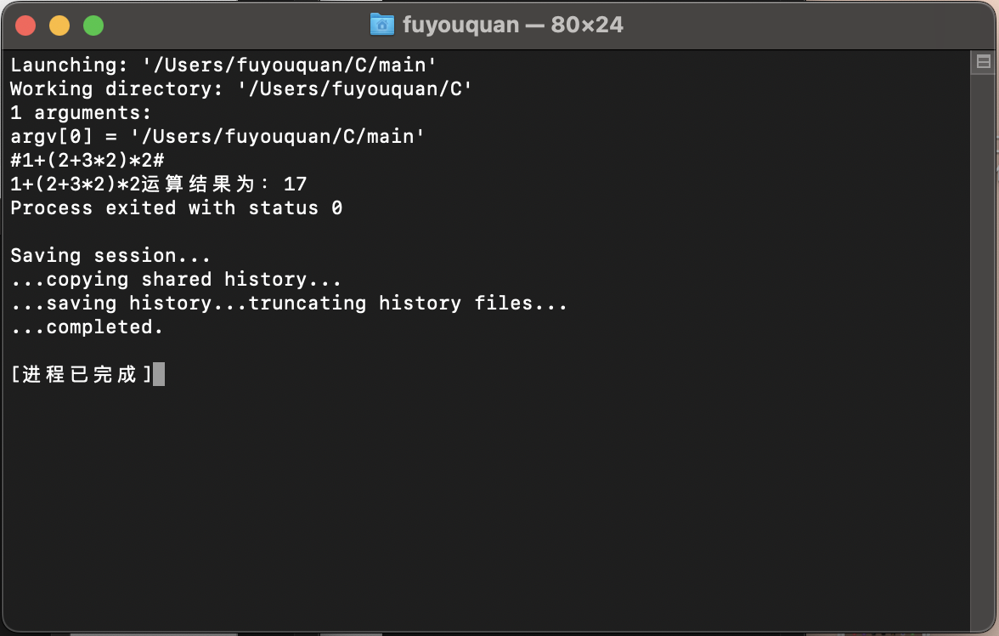 fuyouquan — 80×24
Launching: '/Users/fuyouquan/C/main'
Working directory: '/Users/fuyouquan/C'
1 arguments:
argv[0] = '/Users/fuyouquan/C/main'
#1+(2+3*2)*2#
1+(2+3*2)*2运算结果为：17
Process exited with status 0
Saving session...
...copying shared history...
...saving history...truncating history files...
...completed.
[进程已完成]